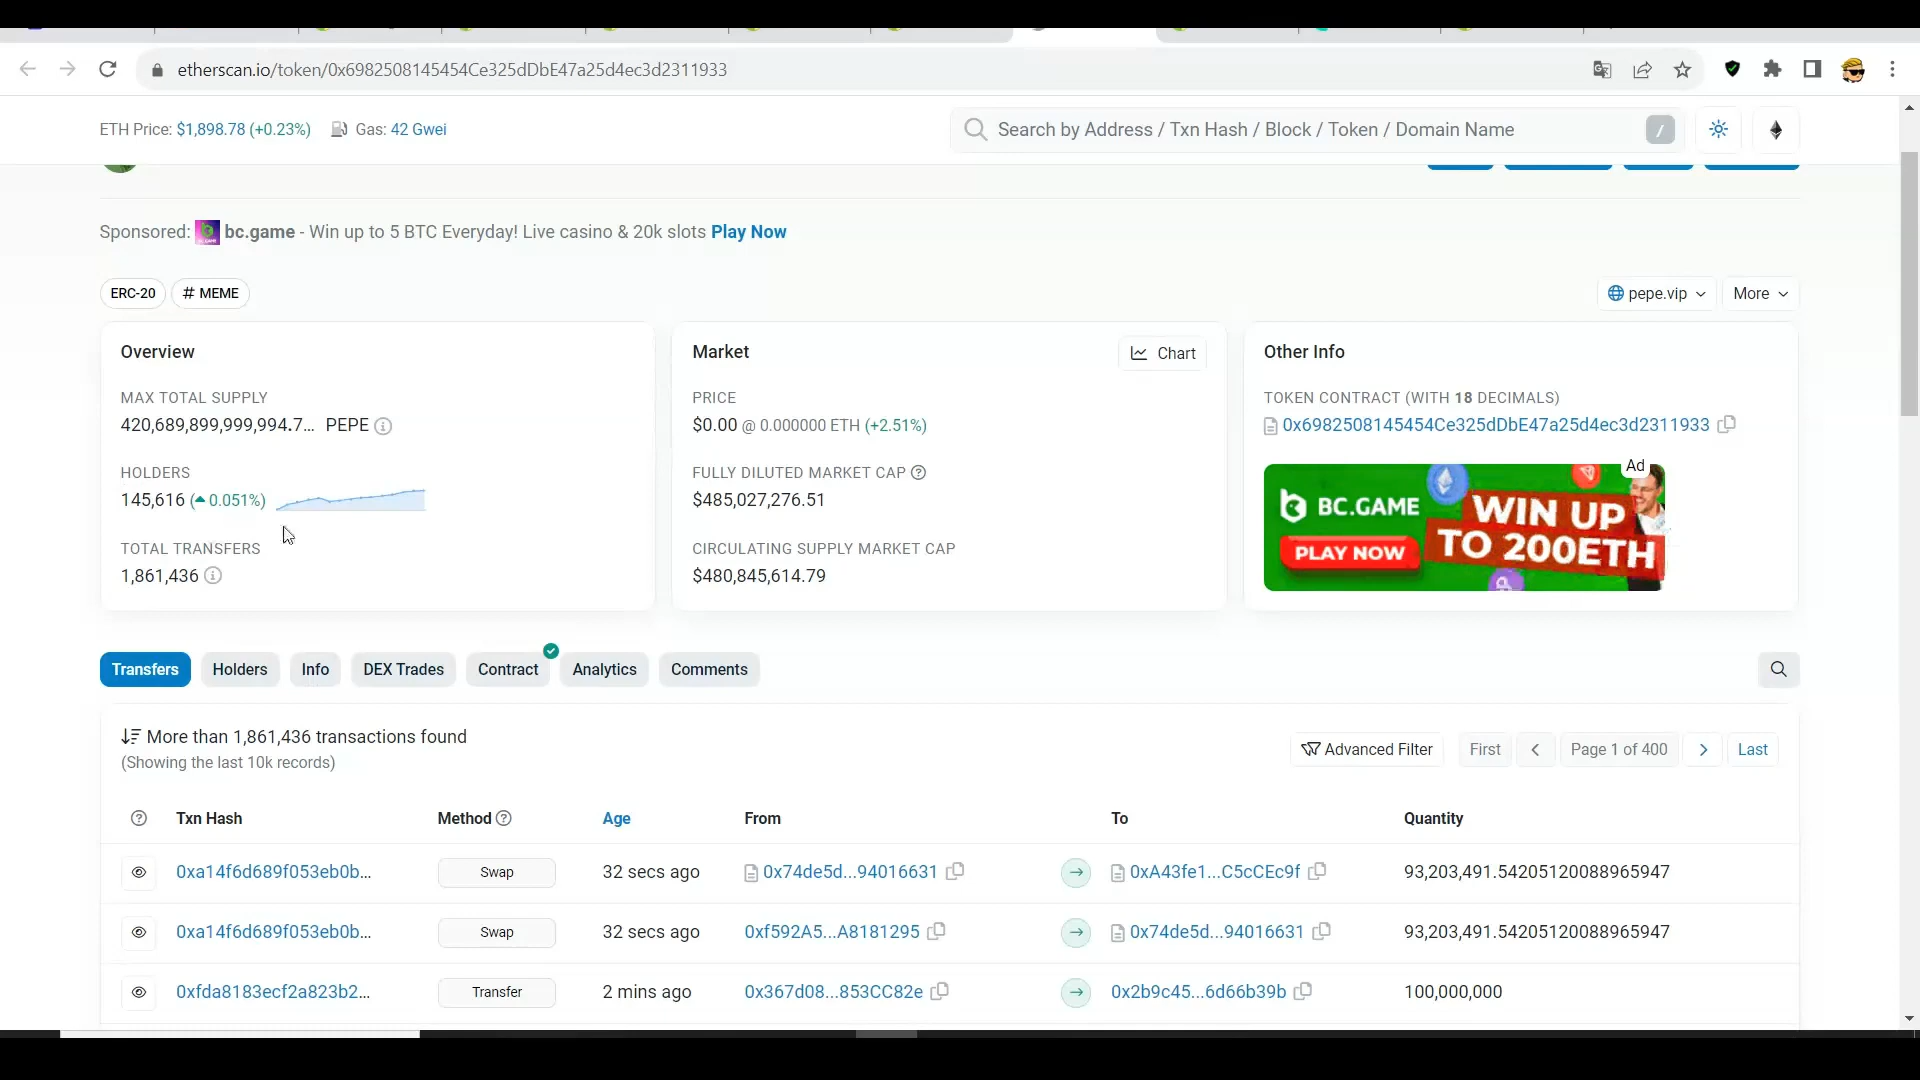 etherscan.io/token/0x6982508145454Ce325dDbE47a25d4ec3d2311933
ETH Price: $1,898.78 (+0.23%) Gas: 42 Gwei
Search by Address / Txn Hash / Block / Token / Domain Name
/
Sponsored: bc.game - Win up to 5 BTC Everyday! Live casino & 20k slots Play Now
ERC-20
# MEME
pepe.vip
More
Overview
MAX TOTAL SUPPLY
420,689,899,999,994.7... PEPE
HOLDERS
145,616 (0.051%)
TOTAL TRANSFERS
1,861,436
Market
Chart
PRICE
$0.00 @ 0.000000 ETH (+2.51%)
FULLY DILUTED MARKET CAP
$485,027,276.51
CIRCULATING SUPPLY MARKET CAP
$480,845,614.79
Other Info
TOKEN CONTRACT (WITH 18 DECIMALS)
0x6982508145454Ce325dDbE47a25d4ec3d2311933
Ad
BC.GAME
PLAY NOW
WIN UP
TO 200ETH
Transfers Holders Info DEX Trades Contract Analytics Comments
More than 1,861,436 transactions found
(Showing the last 10k records)
Advanced Filter First Page 1 of 400 Last
Txn Hash Method Age From To Quantity
0xa14f6d689f053eb0b... Swap 32 secs ago 0x74de5d...94016631 0xA43fe1...C5cCEc9f 93,203,491.54205120088965947
0xa14f6d689f053eb0b... Swap 32 secs ago 0xf592A5...A8181295 0x74de5d...94016631 93,203,491.54205120088965947
0xfda8183ecf2a823b2... Transfer 2 mins ago 0x367d08...853CC82e 0x2b9c45...6d66b39b 100,000,000